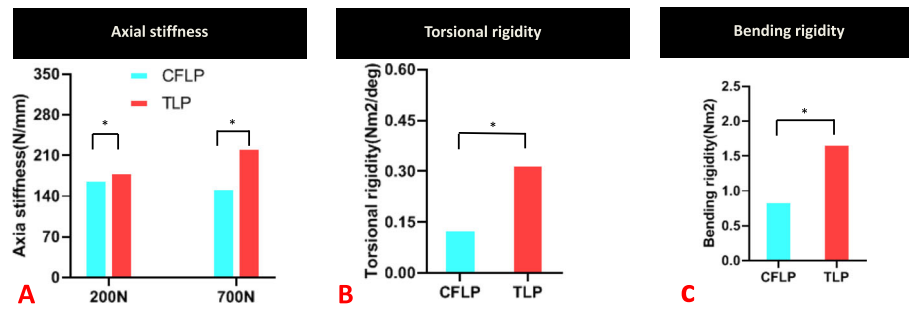 Axial stiffness
Torsional rigidity
Bending rigidity
Axia stiffness(N/mm)
350
280
210
140
70
0
CFLP
TLP
*
*
200N
700N
A
Torsional rigidity(Nm2/deg)
0.60
0.45
0.30
0.15
0.00
*
CFLP
TLP
B
Bending rigidity(Nm2)
2.5
2.0
1.5
1.0
0.5
0.0
*
CFLP
TLP
C